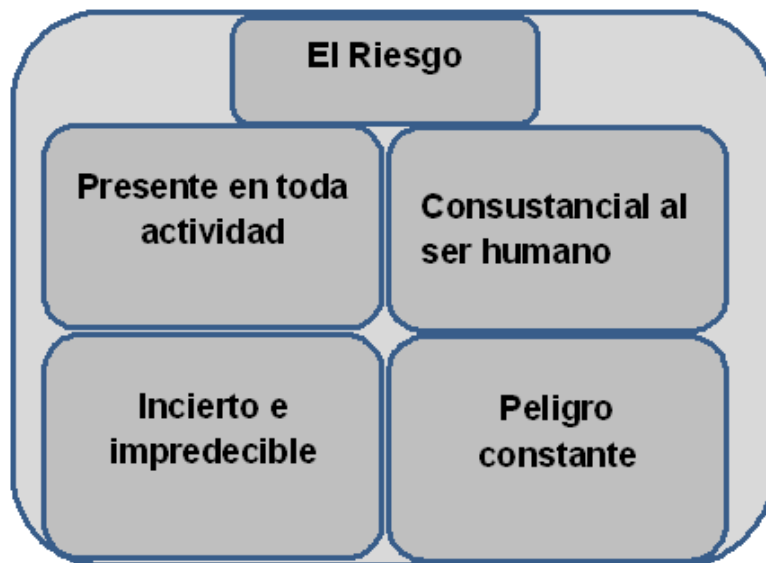 El Riesgo
Presente en toda
actividad
Consustancial al
ser humano
Incierto e
impredecible
Peligro
constante